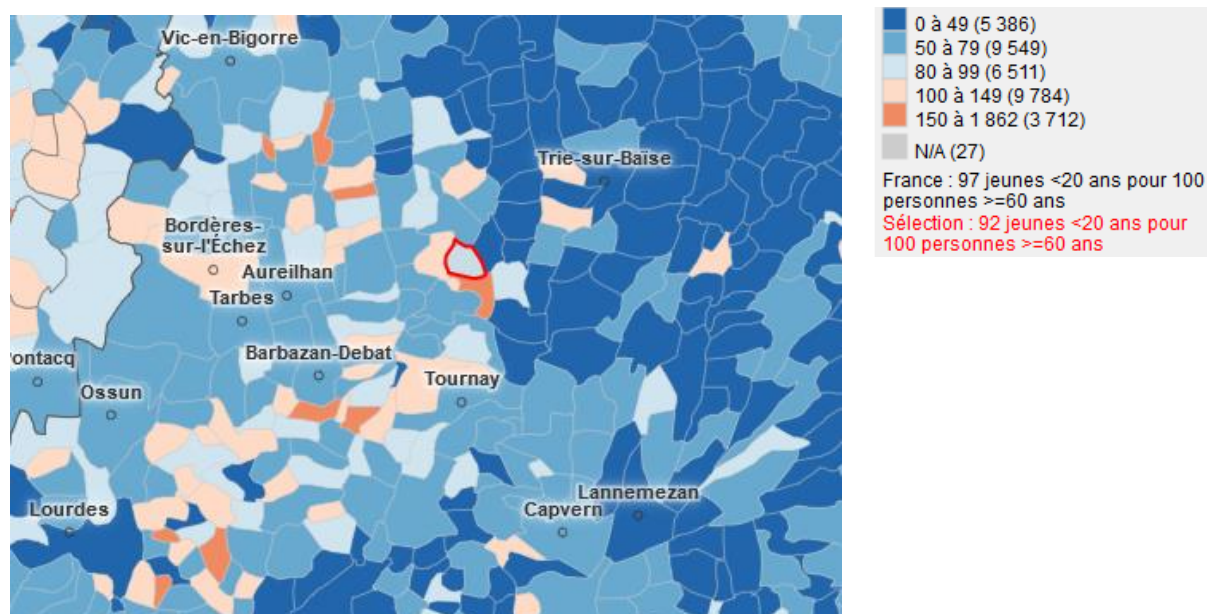 Vic-en-Bigorre
Trie-sur-Baïse
Bordères-
sur-l'Échez
Aureilhan
Tarbes
Barbazan-Debat
ontacq
Tournay
Ossun
Lannemezan
Lourdes
Capvern
0 à 49 (5 386)
50 à 79 (9 549)
80 à 99 (6 511)
100 à 149 (9 784)
150 à 1 862 (3 712)
N/A (27)
France : 97 jeunes <20 ans pour 100
personnes >=60 ans
Sélection : 92 jeunes <20 ans pour
100 personnes >=60 ans